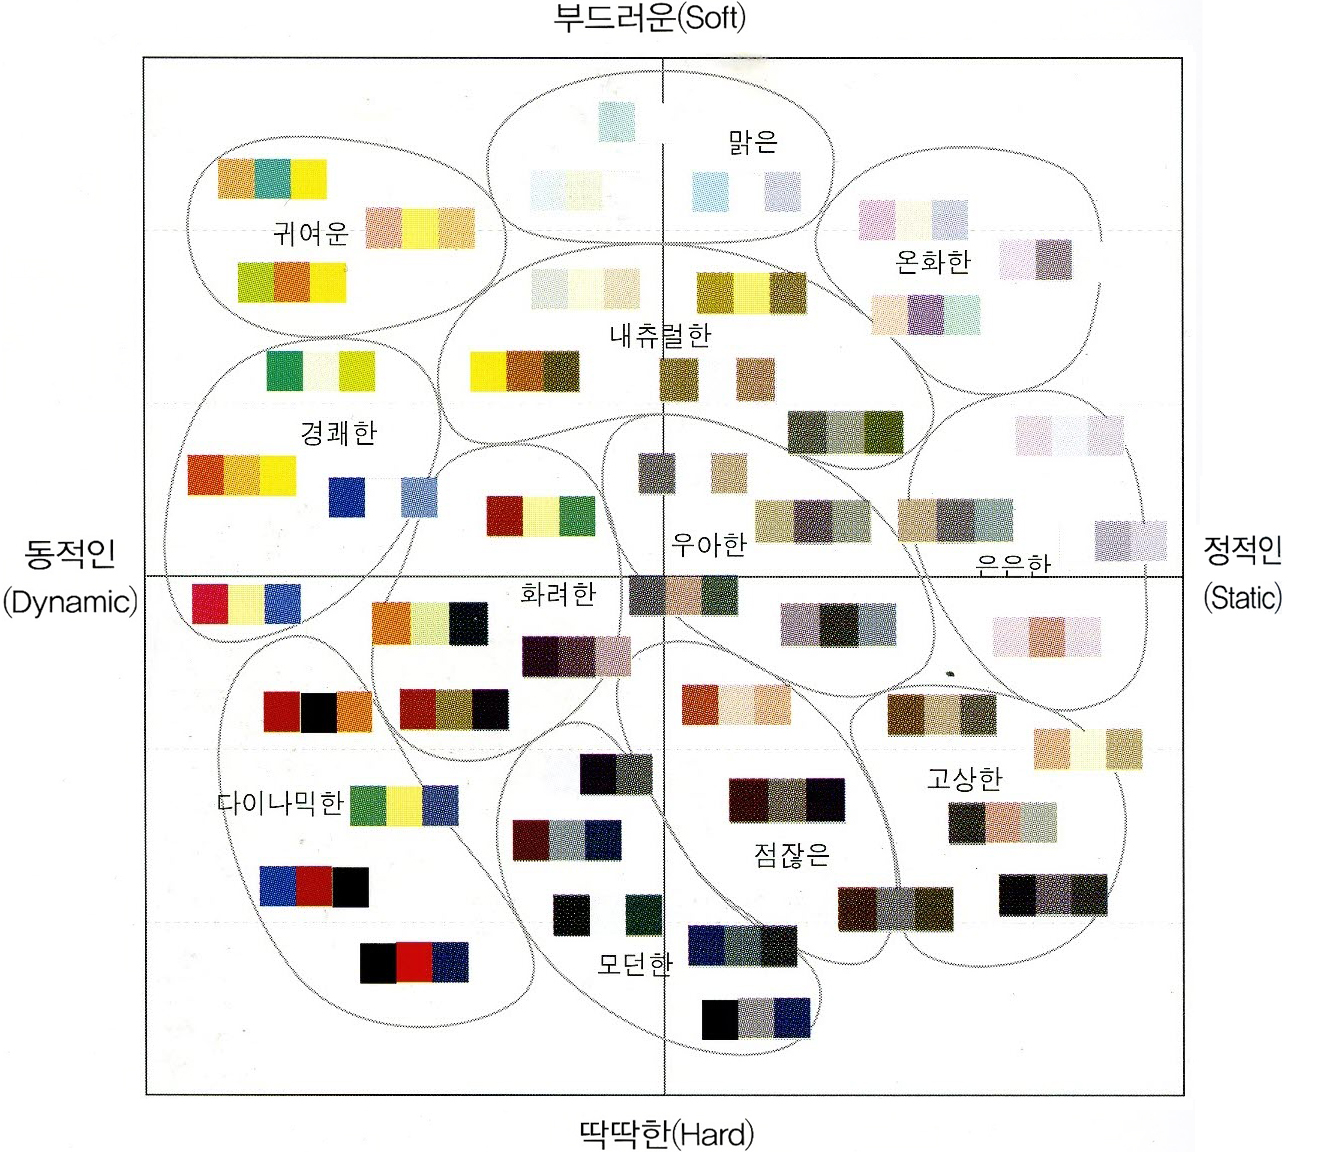 부드러운(Soft)
맑은
귀여운
온화한
내츄럴한
경쾌한
우아한
은은한
동적인
(Dynamic)
정적인
(Static)
화려한
다이나믹한
고상한
점잖은
모던한
딱딱한(Hard)